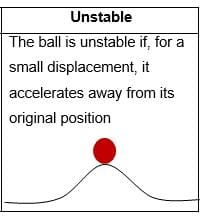 Unstable
The ball is unstable if, for a
small displacement, it
accelerates away from its
original position